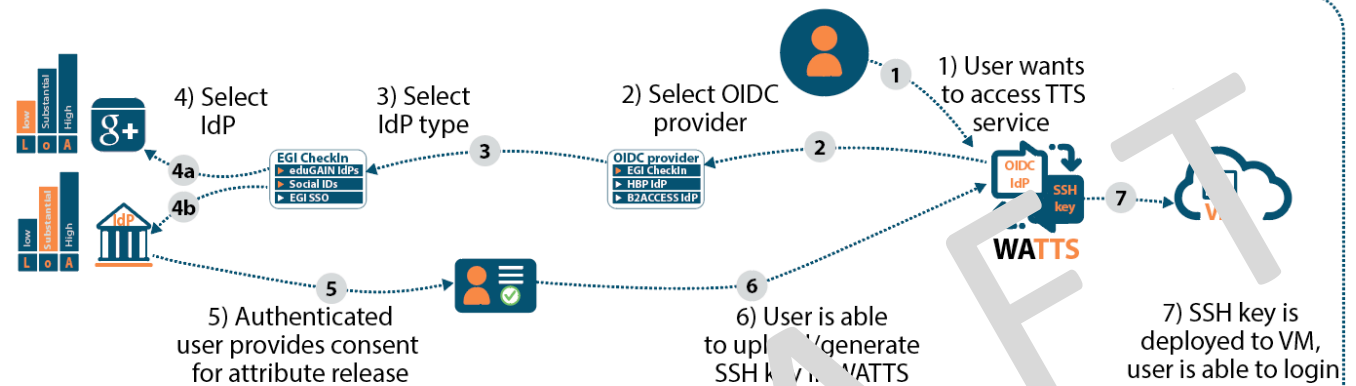 1) User wants
to access TTS
service
1
2) Select OIDC
provider
2
3) Select
IdP type
3
4) Select
IdP
4a
4b
low
Substantial
High
L o A
g+
low
Substantial
High
L o A
IdP
EGI CheckIn
eduGAIN IdPs
Social IDs
EGI SSO
OIDC provider
EGI CheckIn
HBP IdP
B2ACCESS IdP
OIDC
IdP
SSH
key
WATTS
7
5
5) Authenticated
user provides consent
for attribute release
6
6) User is able
to /generate
SSH WATTS
7) SSH key is
deployed to VM,
user is able to login